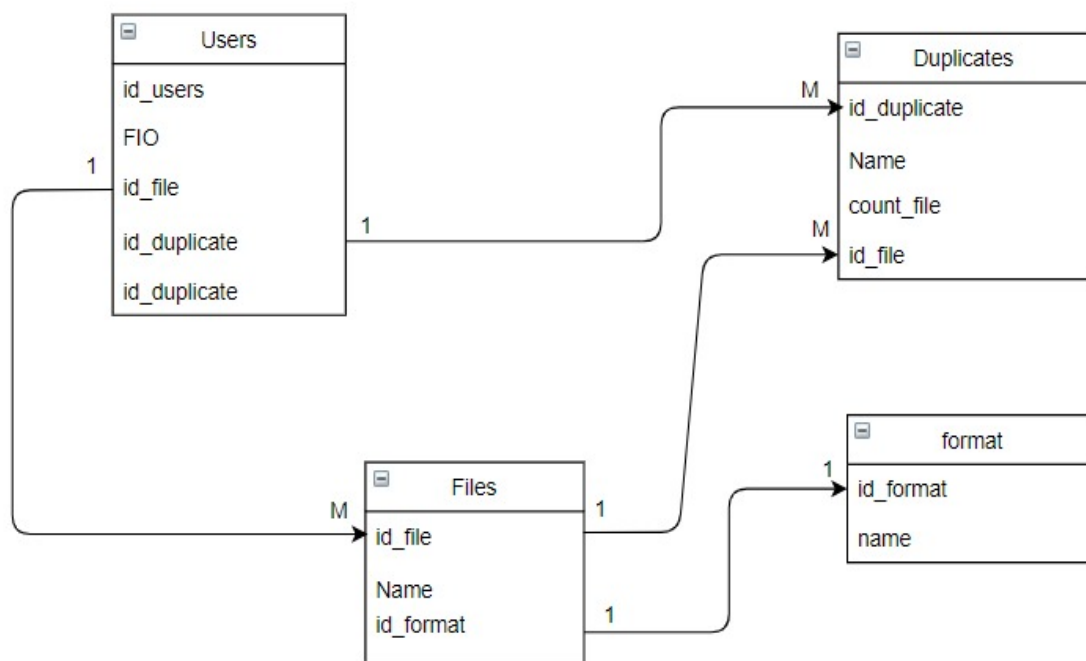 Users
id_users
FIO
1
id_file
id_duplicate
1
id_duplicate
Duplicates
M
id_duplicate
Name
count_file
M
id_file
Files
M
id_file
1
Name
id_format
1
format
1
id_format
name